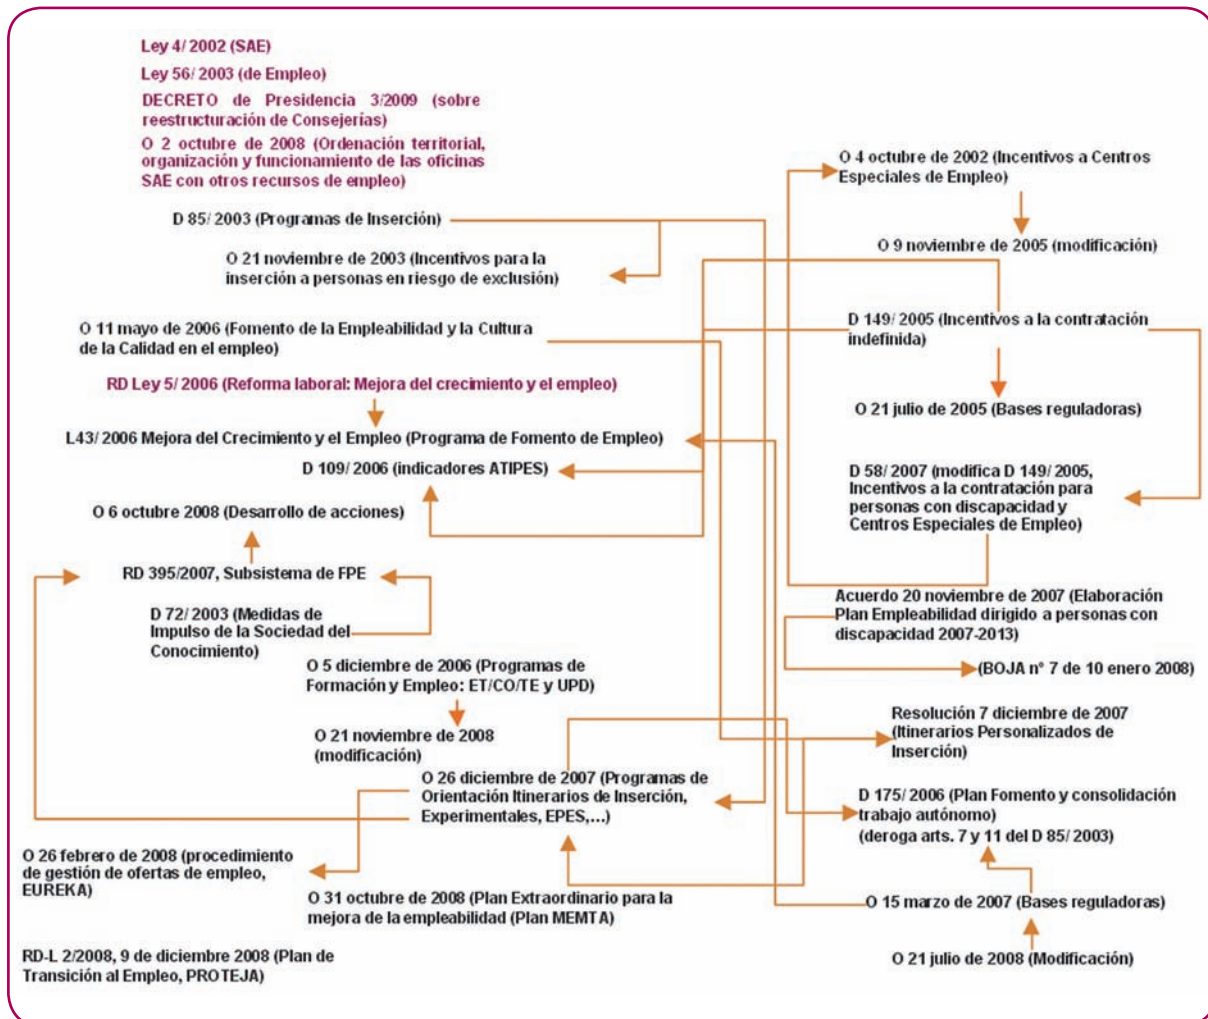 Ley 4/ 2002 (SAE)
Ley 56/ 2003 (de Empleo)
DECRETO de Presidencia 3/2009 (sobre
reestructuración de Consejerías)
O 2 octubre de 2008 (Ordenación territorial,
organización y funcionamiento de las oficinas
SAE con otros recursos de empleo)
D 85/ 2003 (Programas de Inserción)
O 21 noviembre de 2003 (Incentivos para la
inserción a personas en riesgo de exclusión)
O 11 mayo de 2006 (Fomento de la Empleabilidad y la Cultura
de la Calidad en el empleo)
RD Ley 5/ 2006 (Reforma laboral: Mejora del crecimiento y el empleo)
L43/ 2006 Mejora del Crecimiento y el Empleo (Programa de Fomento de Empleo)
D 109/ 2006 (indicadores ATIPES)
O 6 octubre 2008 (Desarrollo de acciones)
RD 395/2007, Subsistema de FPE
D 72/ 2003 (Medidas de
Impulso de la Sociedad del
Conocimiento)
O 5 diciembre de 2006 (Programas de
Formación y Empleo: ET/CO/TE y UPD)
O 21 noviembre de 2008
(modificación)
O 26 diciembre de 2007 (Programas de
Orientación Itinerarios de Inserción,
Experimentales, EPES,...)
O 26 febrero de 2008 (procedimiento
de gestión de ofertas de empleo,
EUREKA)
O 31 octubre de 2008 (Plan Extraordinario para la
mejora de la empleabilidad (Plan MEMTA)
RD-L 2/2008, 9 de diciembre 2008 (Plan de
Transición al Empleo, PROTEJA)
O 4 octubre de 2002 (Incentivos a Centros
Especiales de Empleo)
O 9 noviembre de 2005 (modificación)
D 149/ 2005 (Incentivos a la contratación
indefinida)
O 21 julio de 2005 (Bases reguladoras)
D 58/ 2007 (modifica D 149/ 2005,
Incentivos a la contratación para
personas con discapacidad y
Centros Especiales de Empleo)
Acuerdo 20 noviembre de 2007 (Elaboración
Plan Empleabilidad dirigido a personas con
discapacidad 2007-2013)
(BOJA n° 7 de 10 enero 2008)
Resolución 7 diciembre de 2007
(Itinerarios Personalizados de
Inserción)
D 175/ 2006 (Plan Fomento y consolidación
trabajo autónomo)
(deroga arts. 7 y 11 del D 85/ 2003)
O 15 marzo de 2007 (Bases reguladoras)
O 21 julio de 2008 (Modificación)